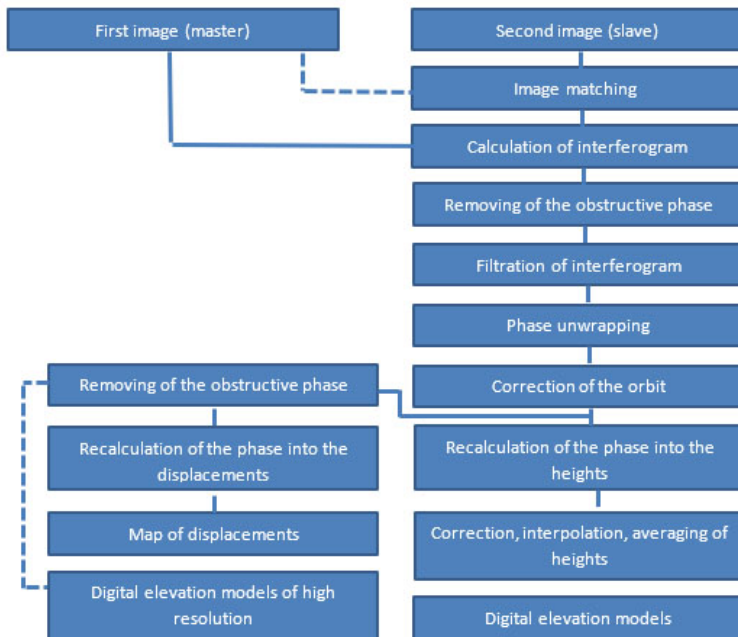 First image (master)
Second image (slave)
Image matching
Calculation of interferogram
Removing of the obstructive phase
Filtration of interferogram
Phase unwrapping
Removing of the obstructive phase
Correction of the orbit
Recalculation of the phase into the
displacements
Recalculation of the phase into the
heights
Map of displacements
Correction, interpolation, averaging of
heights
Digital elevation models of high
resolution
Digital elevation models